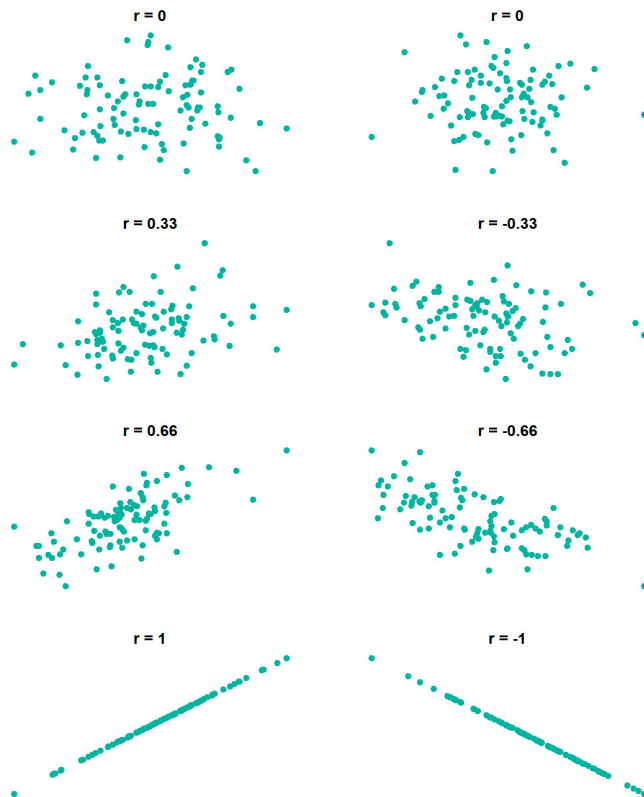 r = 0
r = 0
r = 0.33
r = -0.33
r = 0.66
r = -0.66
r = 1
r = -1